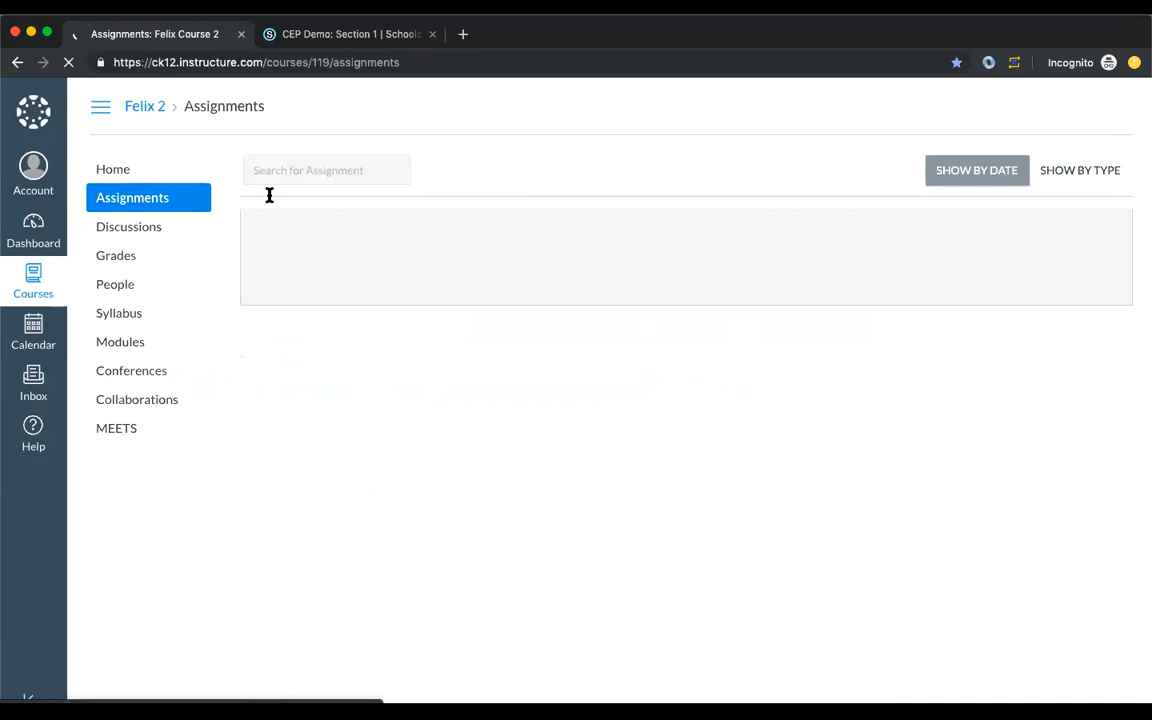 Assignments: Felix Course 2
CEP Demo: Section 1 | Schoolo
https://ck12.instructure.com/courses/119/assignments
Incognito
Felix 2 > Assignments
Account
Dashboard
Courses
Calendar
Inbox
Help
Home
Assignments
Discussions
Grades
People
Syllabus
Modules
Conferences
Collaborations
MEETS
Search for Assignment
SHOW BY DATE
SHOW BY TYPE